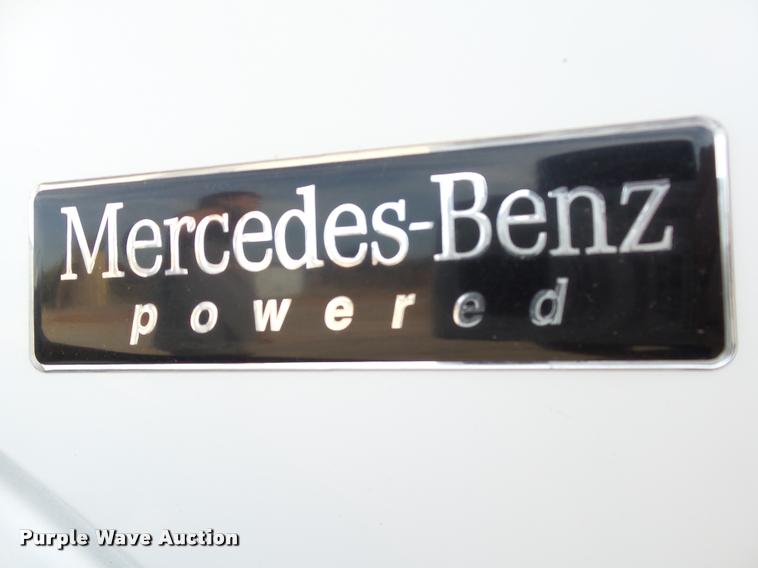 Mercedes-Benz
powered
Purple Wave Auction